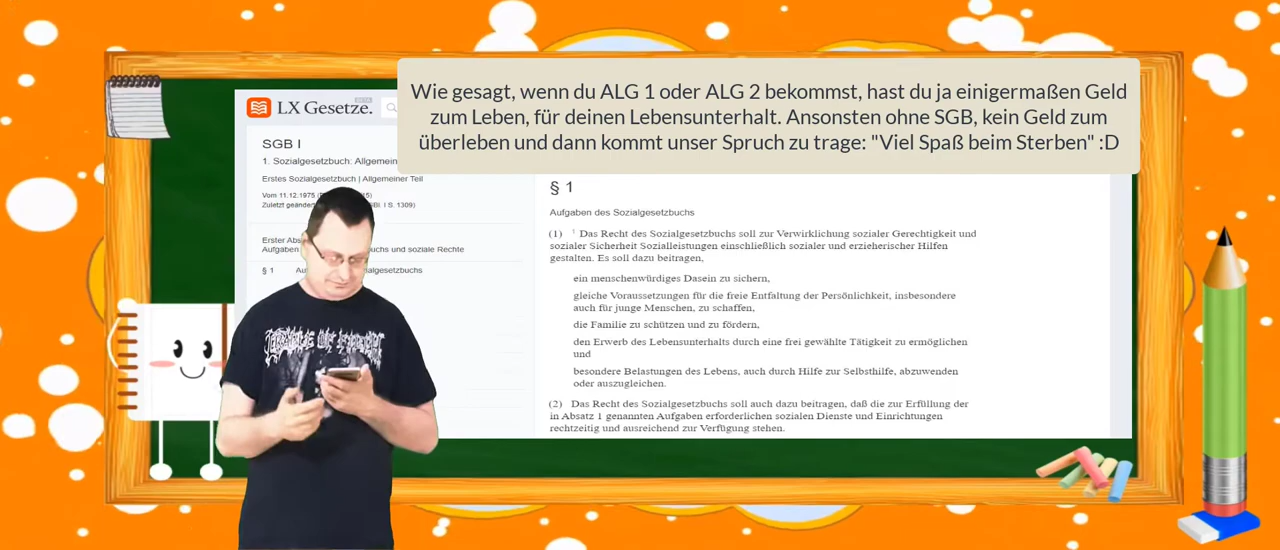 Wie gesagt, wenn du ALG 1 oder ALG 2 bekommst, hast du ja einigermaßen Geld
zum Leben, für deinen Lebensunterhalt. Ansonsten ohne SGB, kein Geld zum
überleben und dann kommt unser Spruch zu trage: "Viel Spaß beim Sterben" :D
LX Gesetze.
BETA
SGB I
1. Sozialgesetzbuch: Allgemein
Erstes Sozialgesetzbuch | Allgemeiner Teil
Vom 11.12.1975
Zuletzt geändert I S. 1309)
Erster Abs
Aufgaben und soziale Rechte
§ 1
§ 1
Aufgaben des Sozialgesetzbuchs
(1) 1 Das Recht des Sozialgesetzbuchs soll zur Verwirklichung sozialer Gerechtigkeit und
sozialer Sicherheit Sozialleistungen einschließlich sozialer und erzieherischer Hilfen
gestalten. Es soll dazu beitragen,
ein menschenwürdiges Dasein zu sichern,
gleiche Voraussetzungen für die freie Entfaltung der Persönlichkeit, insbesondere
auch für junge Menschen, zu schaffen,
die Familie zu schützen und zu fördern,
den Erwerb des Lebensunterhalts durch eine frei gewählte Tätigkeit zu ermöglichen
und
besondere Belastungen des Lebens, auch durch Hilfe zur Selbsthilfe, abzuwenden
oder auszugleichen.
(2) Das Recht des Sozialgesetzbuchs soll auch dazu beitragen, daß die zur Erfüllung der
in Absatz 1 genannten Aufgaben erforderlichen sozialen Dienste und Einrichtungen
rechtzeitig und ausreichend zur Verfügung stehen.